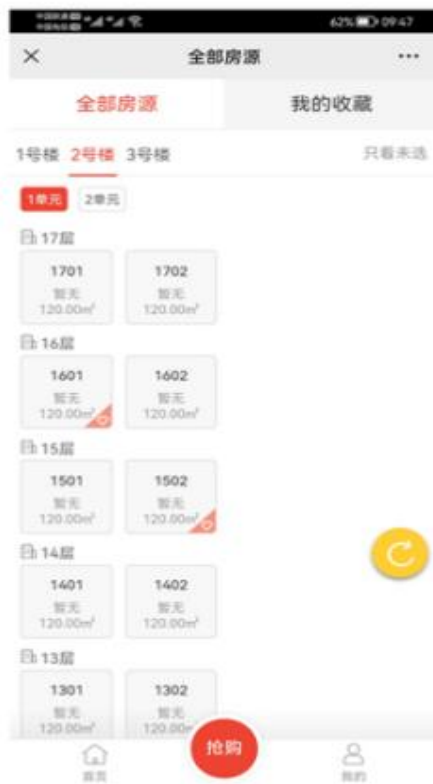 62% 09:47
全部房源
全部房源 我的收藏
1号楼 2号楼 3号楼 只看未选
1单元 2单元
17层
1701 1702
暂无 暂无
120.00㎡ 120.00㎡
16层
1601 1602
暂无 暂无
120.00㎡ 120.00㎡
15层
1501 1502
暂无 暂无
120.00㎡ 120.00㎡
14层
1401 1402
暂无 暂无
120.00㎡ 120.00㎡
13层
1301 1302
暂无 暂无
120.00㎡ 120.00㎡
首页 抢购 我的